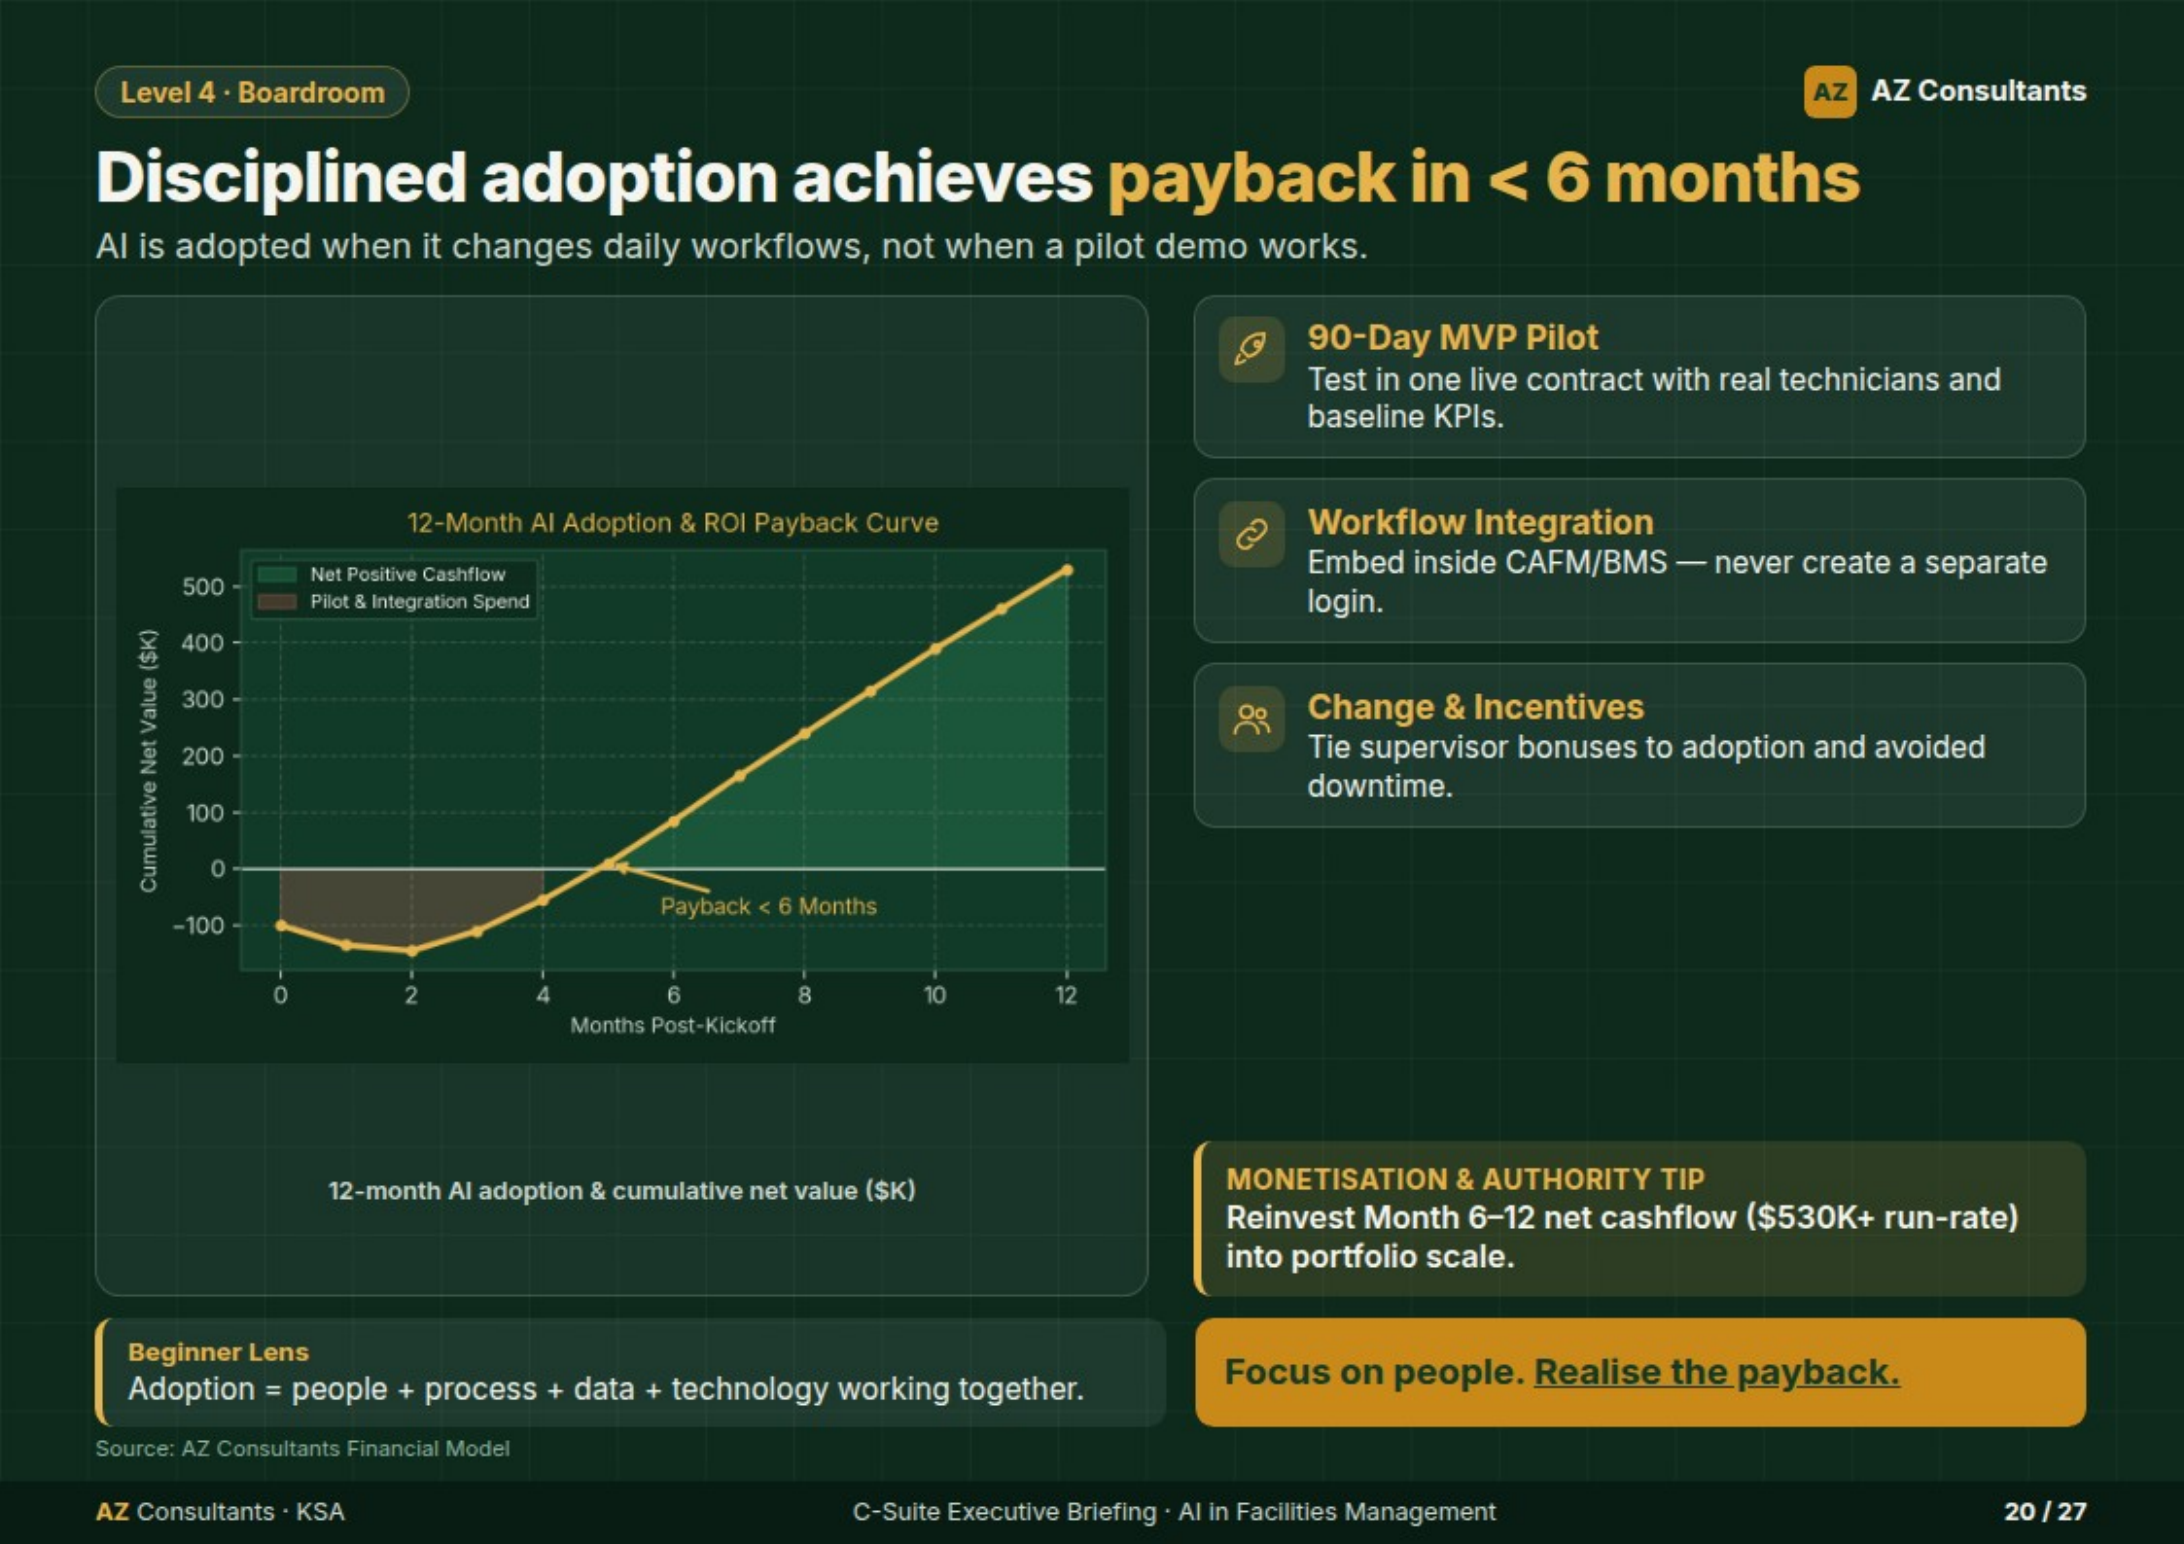 Level 4 · Boardroom
AZ AZ Consultants
Disciplined adoption achieves payback in < 6 months
AI is adopted when it changes daily workflows, not when a pilot demo works.
12-Month AI Adoption & ROI Payback Curve
Net Positive Cashflow
Pilot & Integration Spend
Cumulative Net Value ($K)
500
400
300
200
100
0
−100
Payback < 6 Months
0 2 4 6 8 10 12
Months Post-Kickoff
12-month AI adoption & cumulative net value ($K)
90-Day MVP Pilot
Test in one live contract with real technicians and
baseline KPIs.
Workflow Integration
Embed inside CAFM/BMS — never create a separate
login.
Change & Incentives
Tie supervisor bonuses to adoption and avoided
downtime.
MONETISATION & AUTHORITY TIP
Reinvest Month 6–12 net cashflow ($530K+ run-rate)
into portfolio scale.
Beginner Lens
Adoption = people + process + data + technology working together.
Focus on people. Realise the payback.
Source: AZ Consultants Financial Model
AZ Consultants · KSA
C-Suite Executive Briefing · AI in Facilities Management
20 / 27